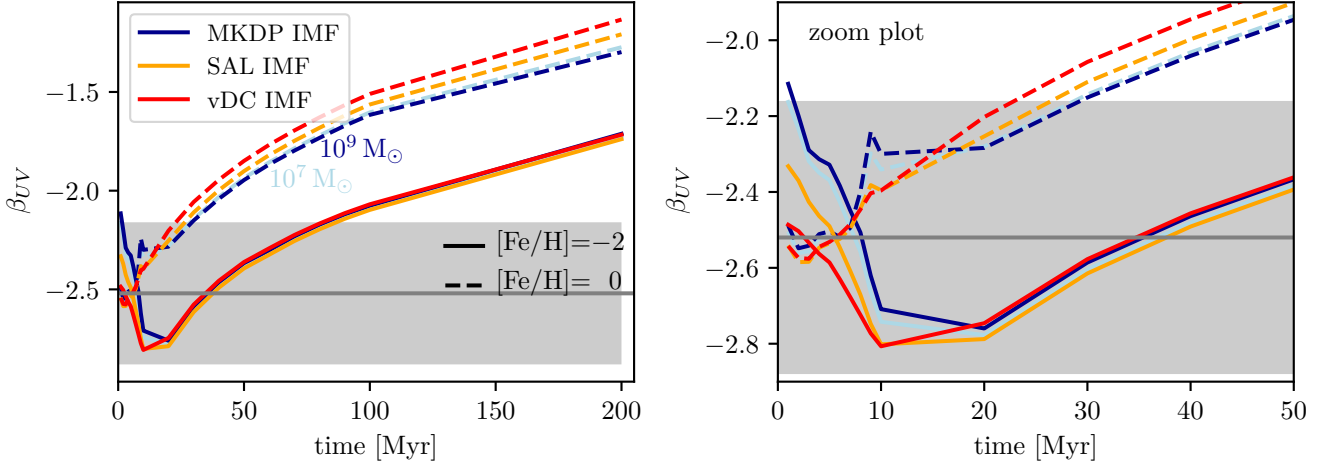 MKDP IMF
SAL IMF
vDC IMF
10⁹ M⊙
10⁷ M⊙
[Fe/H]=−2
[Fe/H]= 0
−1.5
−2.0
−2.5
β_UV
0 50 100 150 200
time [Myr]
zoom plot
−2.0
−2.2
−2.4
−2.6
−2.8
β_UV
0 10 20 30 40 50
time [Myr]